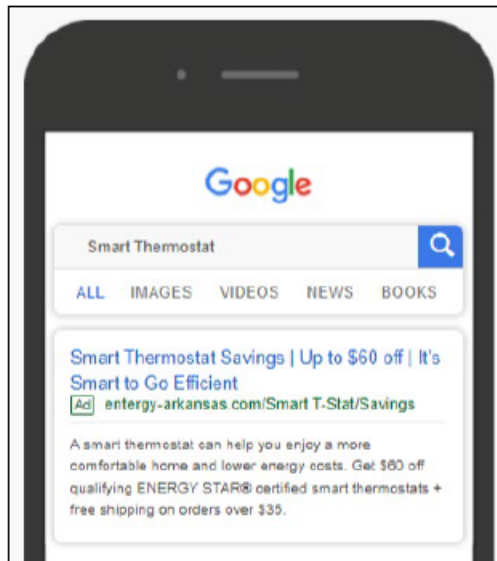 Google
Smart Thermostat
ALL IMAGES VIDEOS NEWS BOOKS
Smart Thermostat Savings | Up to $60 off | It's
Smart to Go Efficient
Ad entergy-arkansas.com/Smart T-Stat/Savings
A smart thermostat can help you enjoy a more
comfortable home and lower energy costs. Get $60 off
qualifying ENERGY STAR® certified smart thermostats +
free shipping on orders over $35.